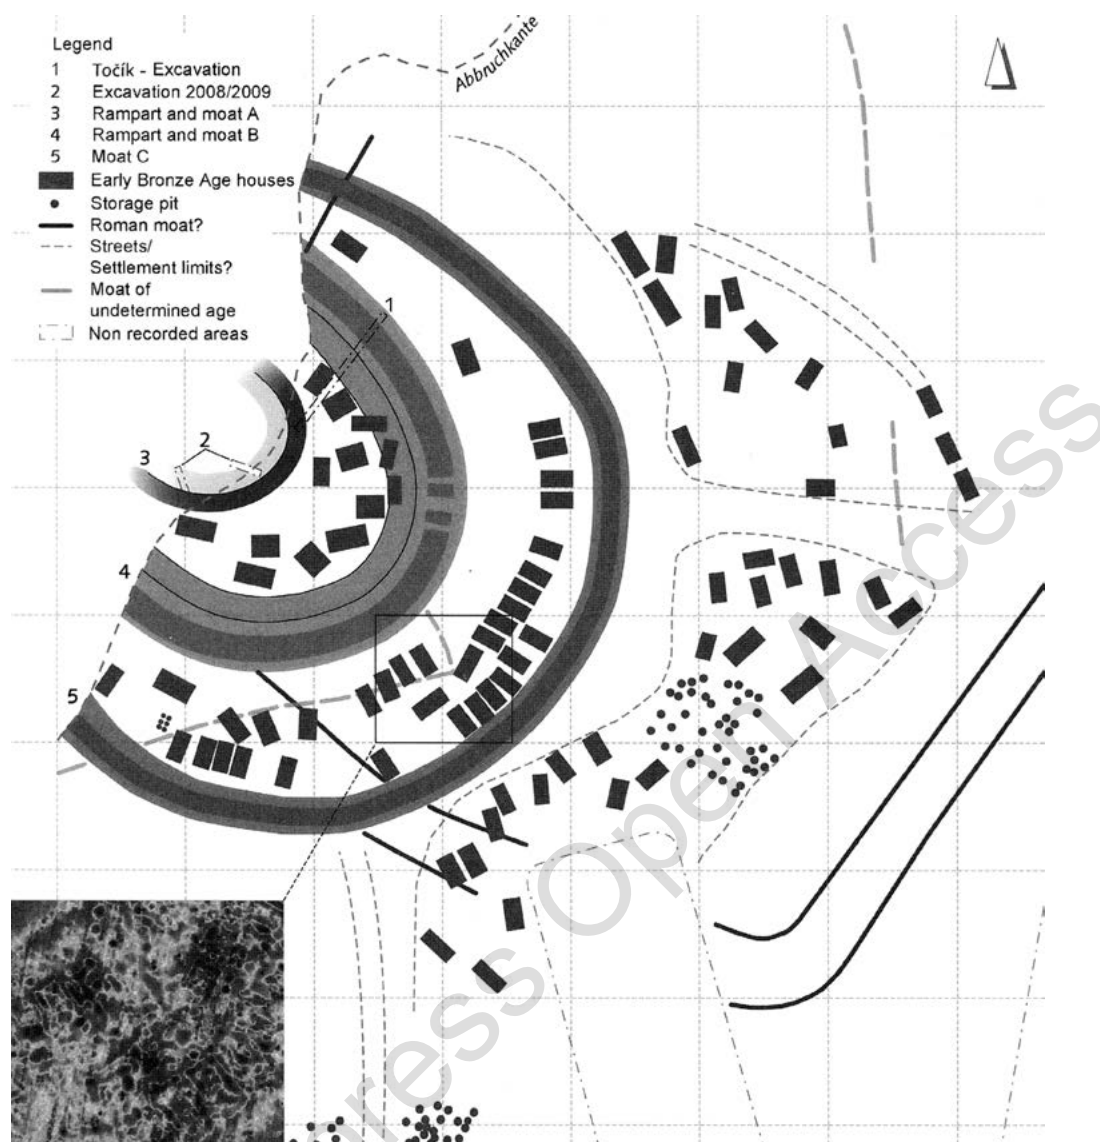 Legend
1 Točík - Excavation
2 Excavation 2008/2009
3 Rampart and moat A
4 Rampart and moat B
5 Moat C
Early Bronze Age houses
Storage pit
Roman moat?
Streets/
Settlement limits?
Moat of
undetermined age
Non recorded areas
Abbruchkante
1
2
3
4
5
ress Open Access